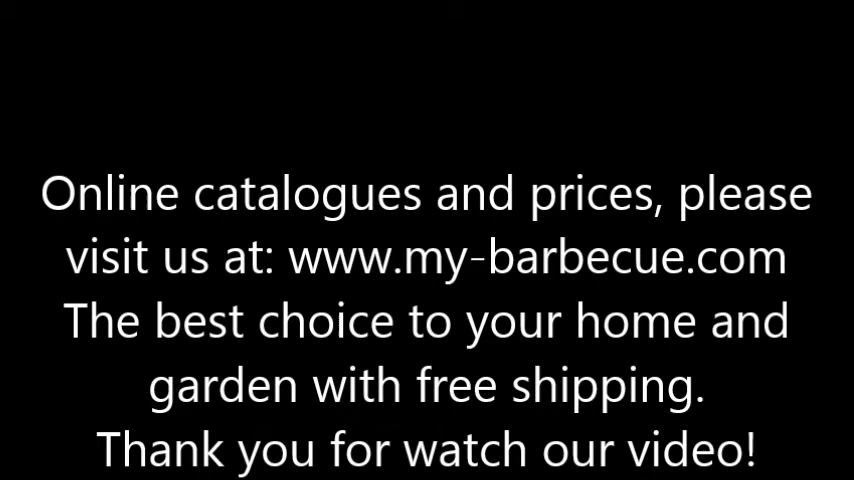 Online catalogues and prices, please
visit us at: www.my-barbecue.com
The best choice to your home and
garden with free shipping.
Thank you for watch our video!